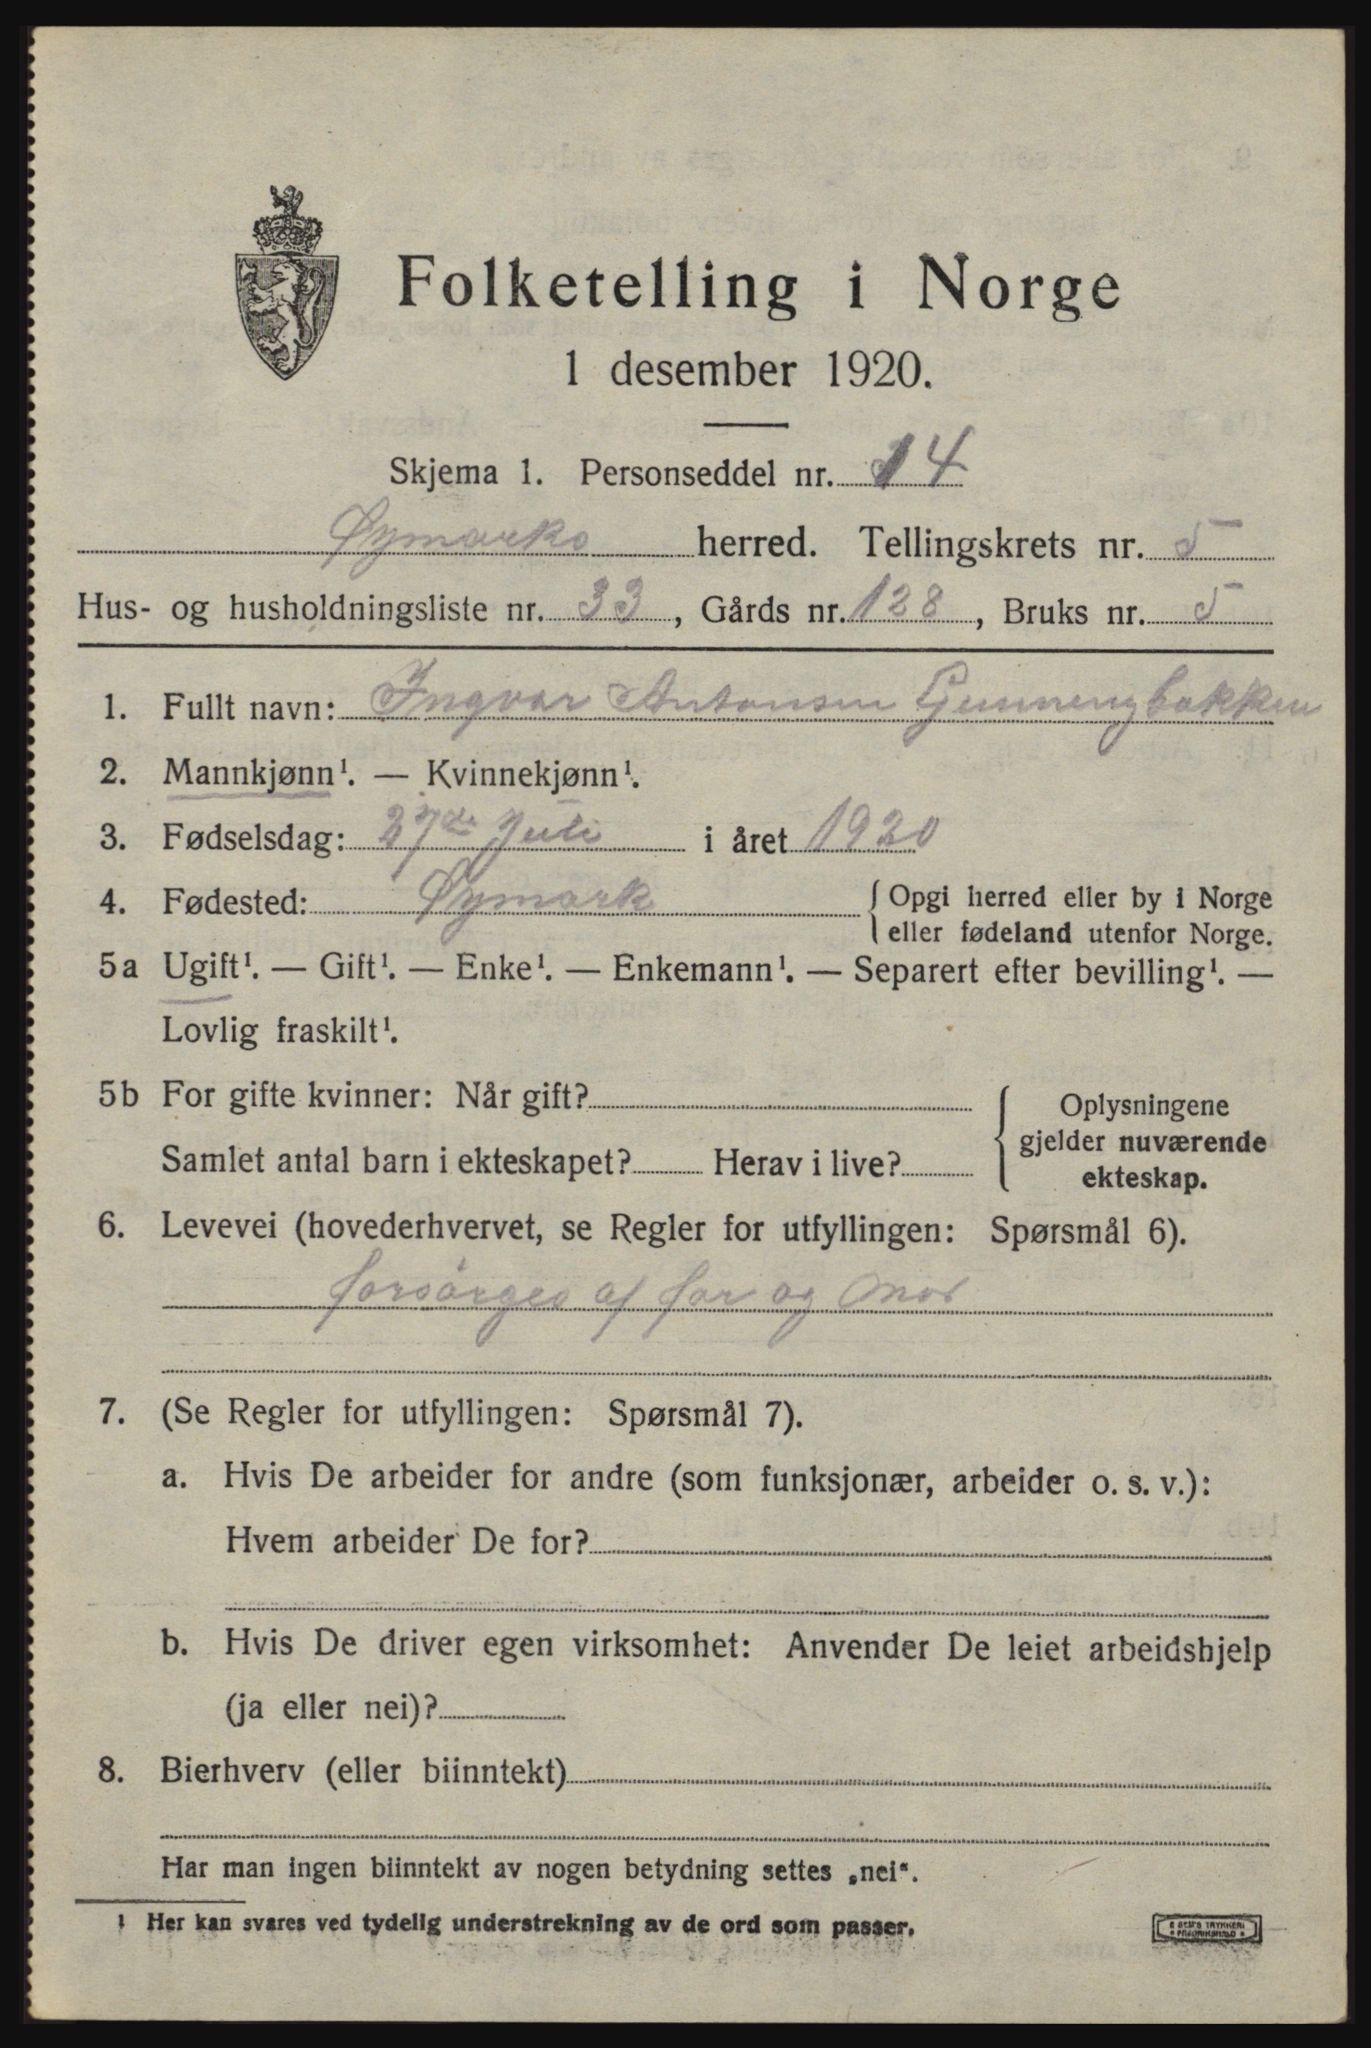 Folketelling i Norge
1 desember 1920.
Skjema 1. Personseddel nr. 14
Øymarks herred. Tellingskrets nr. 5
Hus- og husholdningsliste nr. 33, Gårds nr. 128, Bruks nr. 5
1. Fullt navn: Ingvar Antonsen
2. Mannkjønn¹. — Kvinnekjønn¹.
3. Fødselsdag: 27de Juli i året 1920
4. Fødested: Øymark { Opgi herred eller by i Norge
eller fødeland utenfor Norge.
5a Ugift¹. — Gift¹. — Enke¹. — Enkemann¹. — Separert efter bevilling¹. —
Lovlig fraskilt¹.
5b For gifte kvinner: Når gift? { Oplysningene
Samlet antal barn i ekteskapet? Herav i live? gjelder nuværende
ekteskap.
6. Levevei (hovederhvervet, se Regler for utfyllingen: Spørsmål 6).
forsörges af far og Mor
7. (Se Regler for utfyllingen: Spørsmål 7).
a. Hvis De arbeider for andre (som funksjonær, arbeider o. s. v.):
Hvem arbeider De for?
b. Hvis De driver egen virksomhet: Anvender De leiet arbeidshjelp
(ja eller nei)?
8. Bierhverv (eller biinntekt)
Har man ingen biinntekt av nogen betydning settes „nei“.
1 Her kan svares ved tydelig understrekning av de ord som passer.